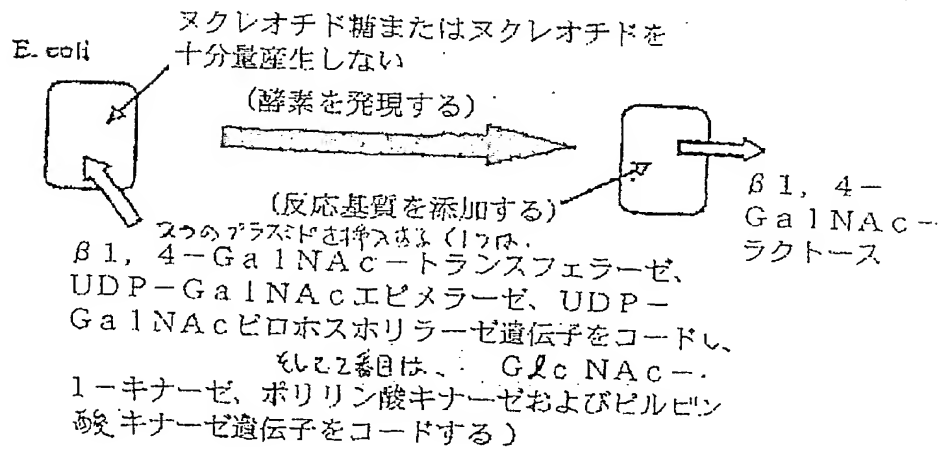 ヌクレオチド糖またはヌクレオチドを
E. coli
十分量産生しない
(酵素を発現する)
(反応基質を添加する)
β1, 4-
GalNAc-
ラクトース
2つのプラスミドを挿入する (1つは、
β1, 4-GalNAc-トランスフェラーゼ、
UDP-GalNAcエピメラーゼ、UDP-
GalNAcピロホスホリラーゼ遺伝子をコードし、
そして2番目は、 GlcNAc-
1-キナーゼ、ポリリン酸キナーゼおよびピルビン
酸キナーゼ遺伝子をコードする)